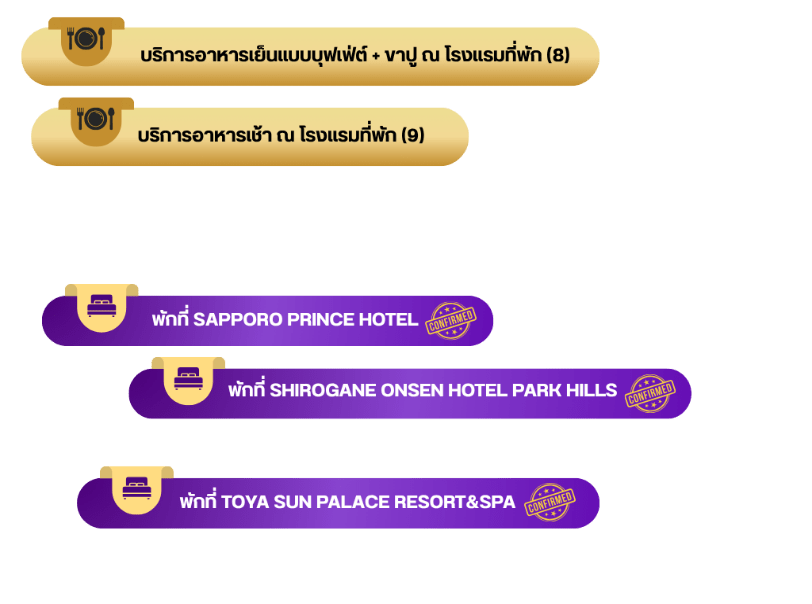 บริการอาหารเย็นแบบบุฟเฟ่ต์ + ขาปู ณ โรงแรมที่พัก (8)
บริการอาหารเช้า ณ โรงแรมที่พัก (9)
พักที่ SAPPORO PRINCE HOTEL CONFIRMED
พักที่ SHIROGANE ONSEN HOTEL PARK HILLS CONFIRMED
พักที่ TOYA SUN PALACE RESORT&SPA CONFIRMED